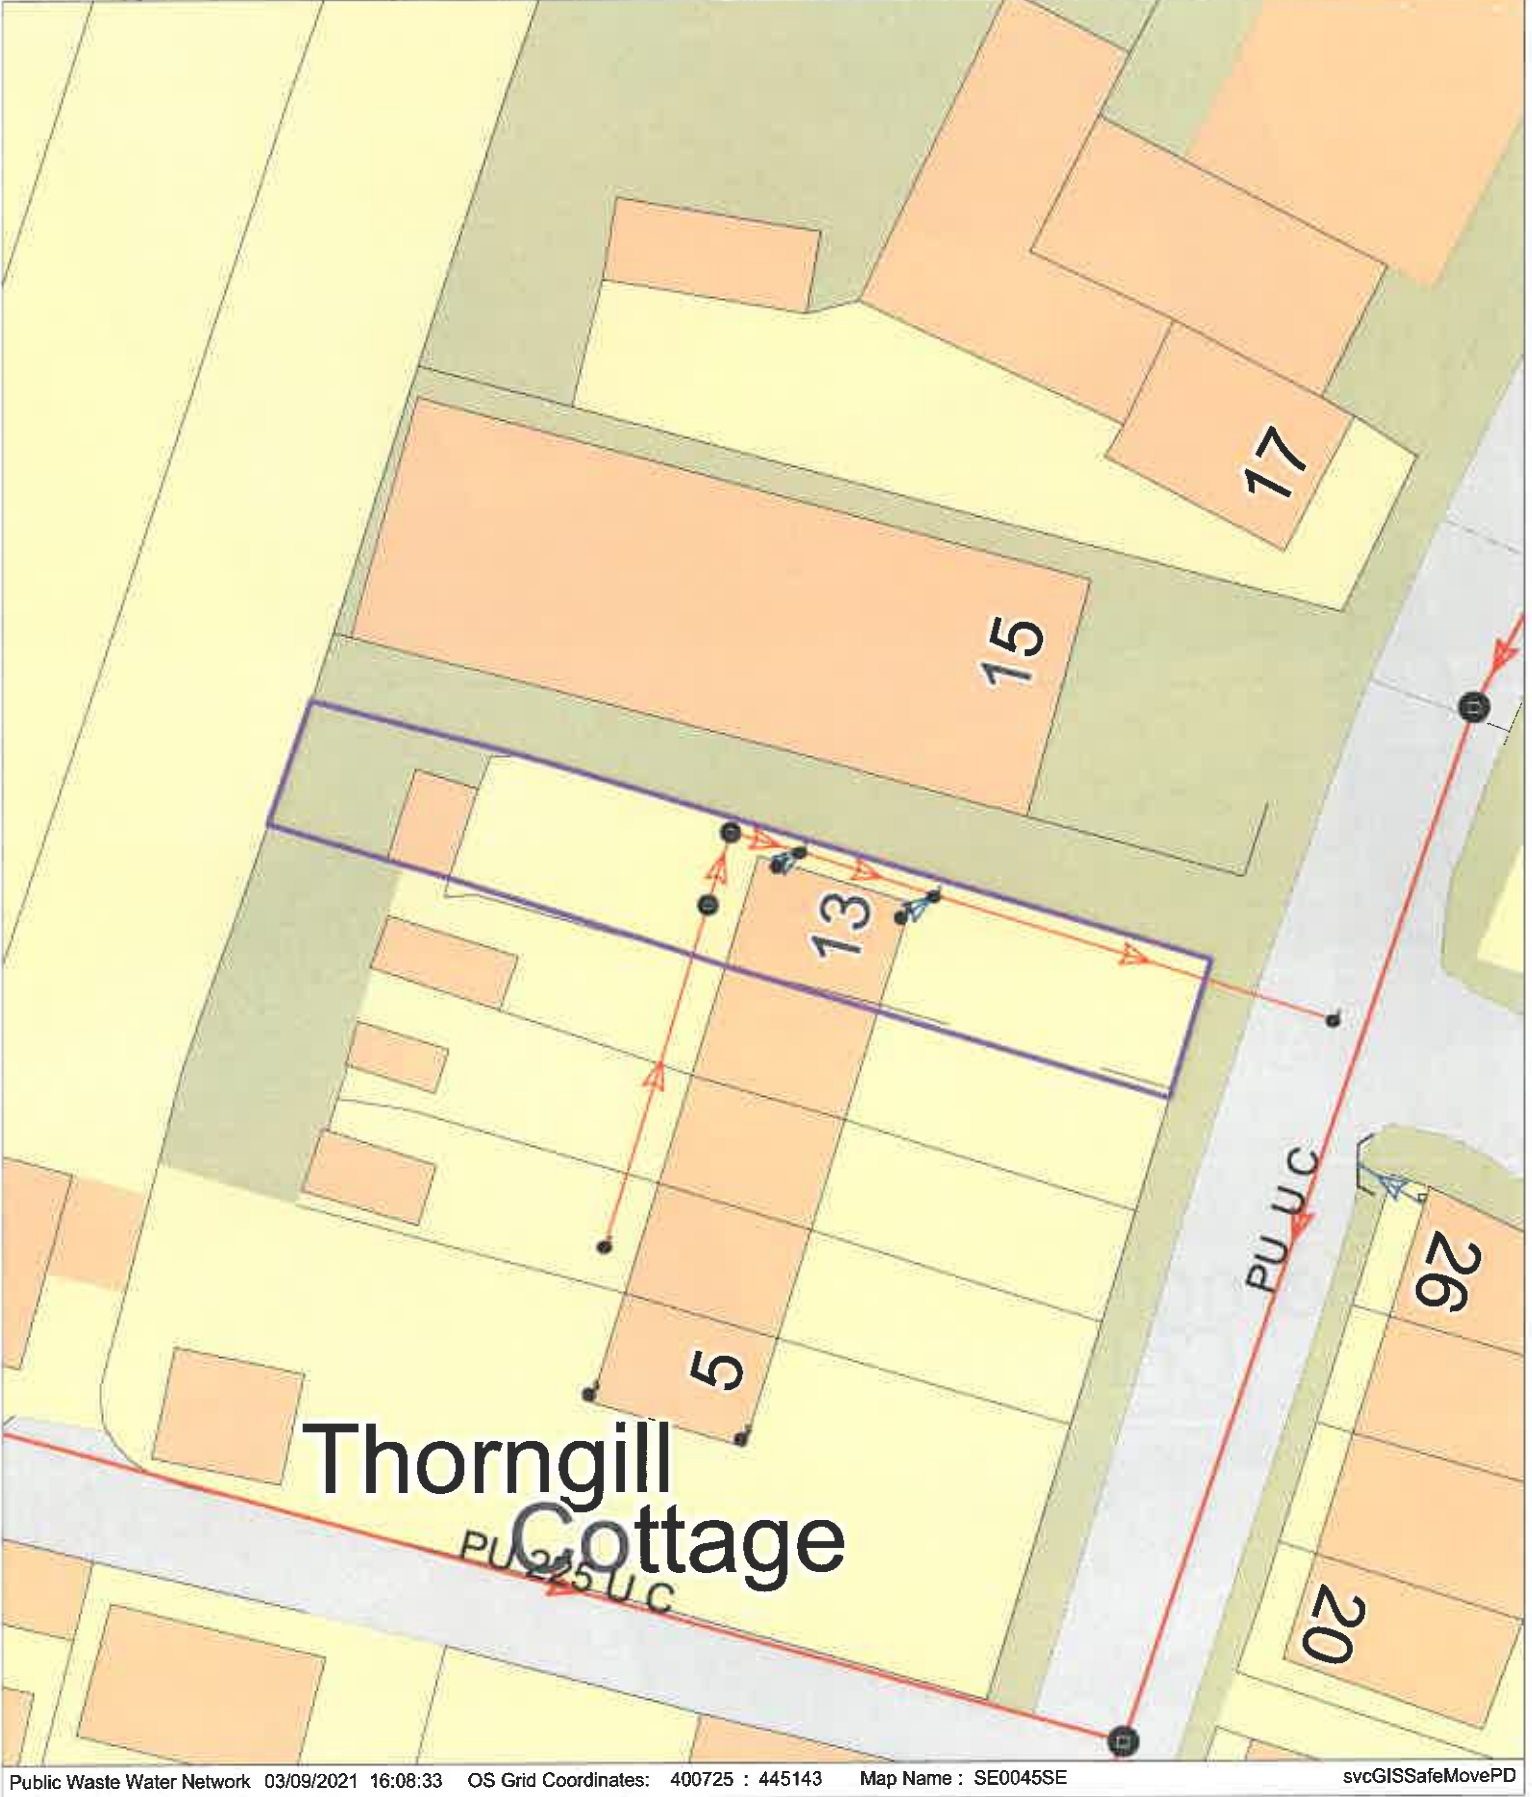 17
15
13
PU U C
26
5
Thorngill
Cottage
PU 225 U C
20
Public Waste Water Network 03/09/2021 16:08:33 OS Grid Coordinates: 400725 : 445143 Map Name : SE0045SE svcGISSafeMovePD